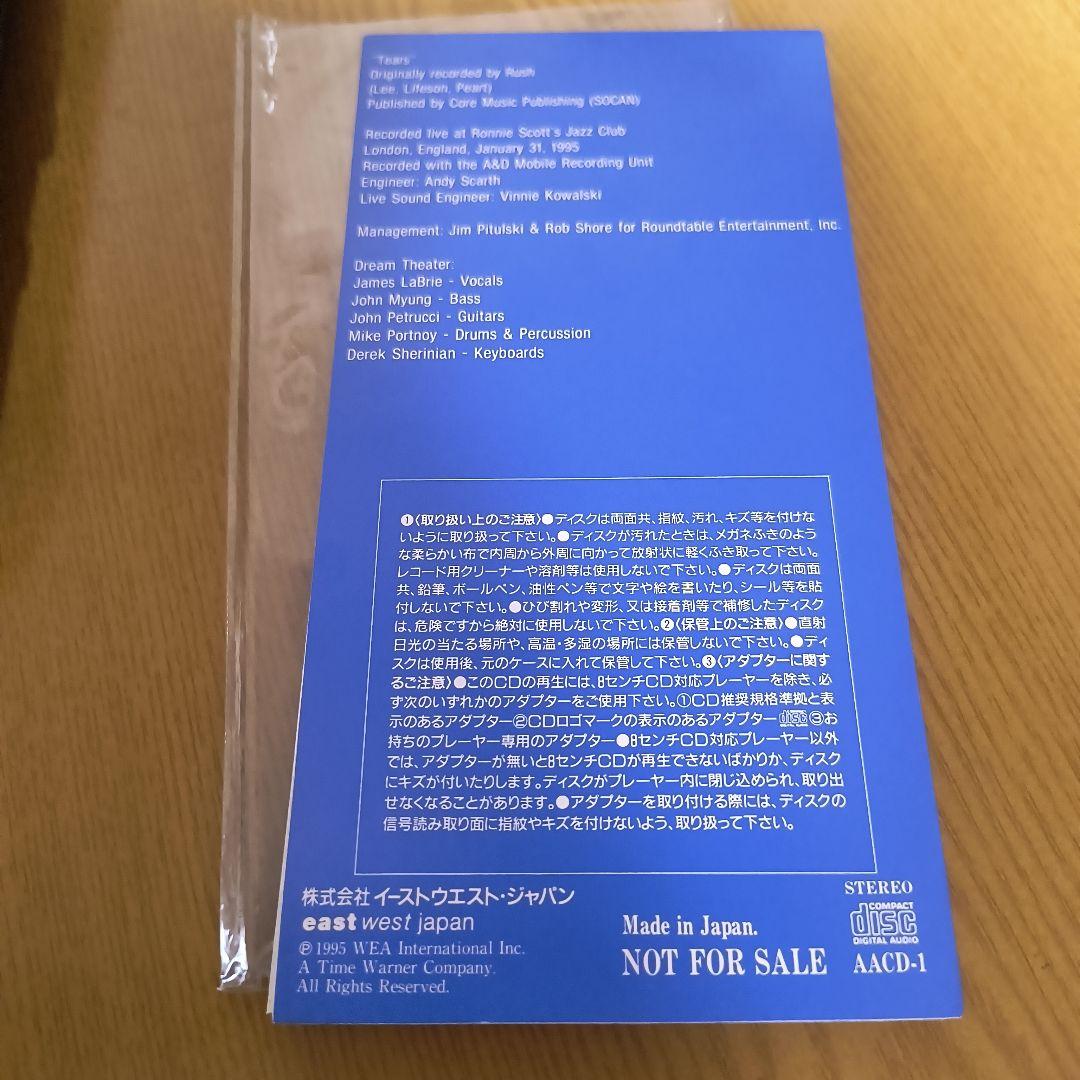 "Tears"
Originally recorded by Rush
(Lee, Lifeson, Peart)
Published by Core Music Publishing (SOCAN)
Recorded live at Ronnie Scott's Jazz Club
London, England, January 31, 1995
Recorded with the A&D Mobile Recording Unit
Engineer: Andy Scarth
Live Sound Engineer: Vinnie Kowalski
Management: Jim Pitulski & Rob Shore for Roundtable Entertainment, Inc.
Dream Theater:
James LaBrie - Vocals
John Myung - Bass
John Petrucci - Guitars
Mike Portnoy - Drums & Percussion
Derek Sherinian - Keyboards
❶〈取り扱い上のご注意〉●ディスクは両面共、指紋、汚れ、キズ等を付けな
いように取り扱って下さい。●ディスクが汚れたときは、メガネふきのよう
な柔らかい布で内周から外周に向かって放射状に軽くふき取って下さい。
レコード用クリーナーや溶剤等は使用しないで下さい。●ディスクは両面
共、鉛筆、ボールペン、油性ペン等で文字や絵を書いたり、シール等を貼
付しないで下さい。●ひび割れや変形、又は接着剤等で補修したディスク
は、危険ですから絶対に使用しないで下さい。❷〈保管上のご注意〉●直射
日光の当たる場所や、高温・多湿の場所には保管しないで下さい。●ディ
スクは使用後、元のケースに入れて保管して下さい。❸〈アダプターに関す
るご注意〉●このCDの再生には、8センチCD対応プレーヤーを除き、必
ず次のいずれかのアダプターをご使用下さい。①CD推奨規格準拠と表
示のあるアダプター②CDロゴマークの表示のあるアダプター disc ③お
持ちのプレーヤー専用のアダプター●8センチCD対応プレーヤー以外
では、アダプターが無いと8センチCDが再生できないばかりか、ディスク
にキズが付いたりします。ディスクがプレーヤー内に閉じ込められ、取り出
せなくなることがあります。●アダプターを取り付ける際には、ディスクの
信号読み取り面に指紋やキズを付けないよう、取り扱って下さい。
株式会社 イーストウエスト・ジャパン
east west japan
℗ 1995 WEA International Inc.
A Time Warner Company.
All Rights Reserved.
Made in Japan.
NOT FOR SALE
STEREO
COMPACT
disc
DIGITAL AUDIO
AACD-1